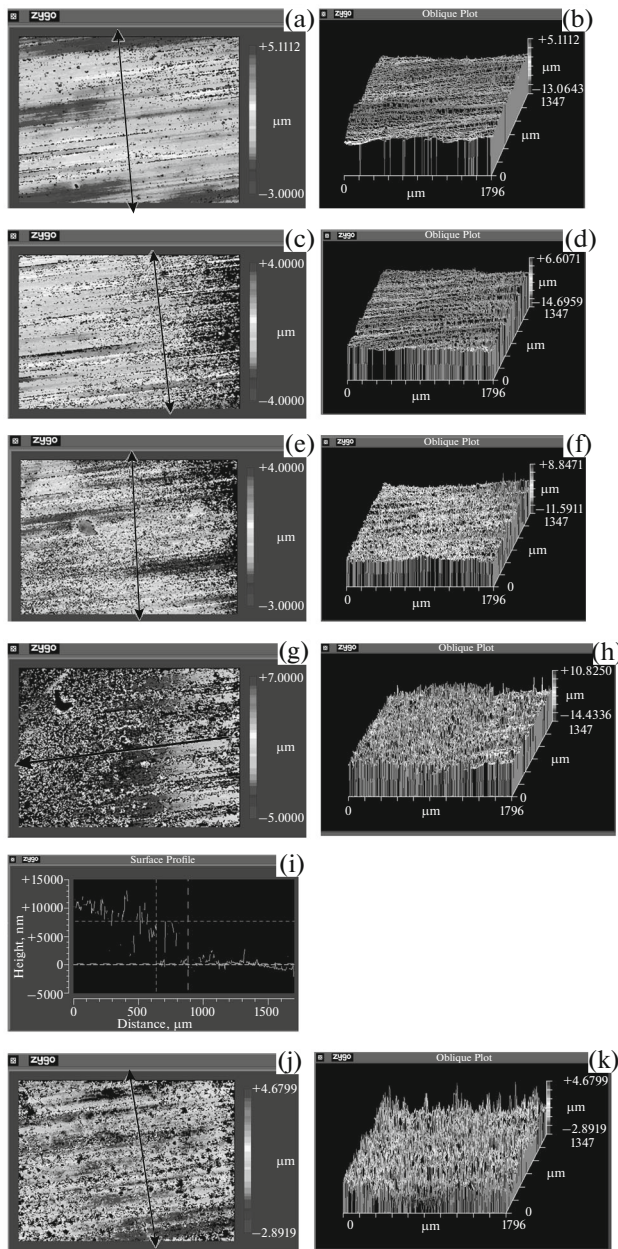 zygo
(a)
+5.1112
μm
−3.0000
zygo
Oblique Plot
(b)
+5.1112
μm
−13.0643
1347
μm
0
0
μm
1796
zygo
(c)
+4.0000
μm
−4.0000
zygo
Oblique Plot
(d)
+6.6071
μm
−14.6959
1347
μm
0
0
μm
1796
zygo
(e)
+4.0000
μm
−3.0000
zygo
Oblique Plot
(f)
+8.8471
μm
−11.5911
1347
μm
0
0
μm
1796
zygo
(g)
+7.0000
μm
−5.0000
zygo
Oblique Plot
(h)
+10.8250
μm
−14.4336
1347
μm
0
0
μm
1796
zygo
Surface Profile
(i)
+15000
+10000
+5000
0
−5000
Height, nm
0
500
1000
1500
Distance, μm
zygo
(j)
+4.6799
μm
−2.8919
zygo
Oblique Plot
(k)
+4.6799
μm
−2.8919
1347
μm
0
0
μm
1796